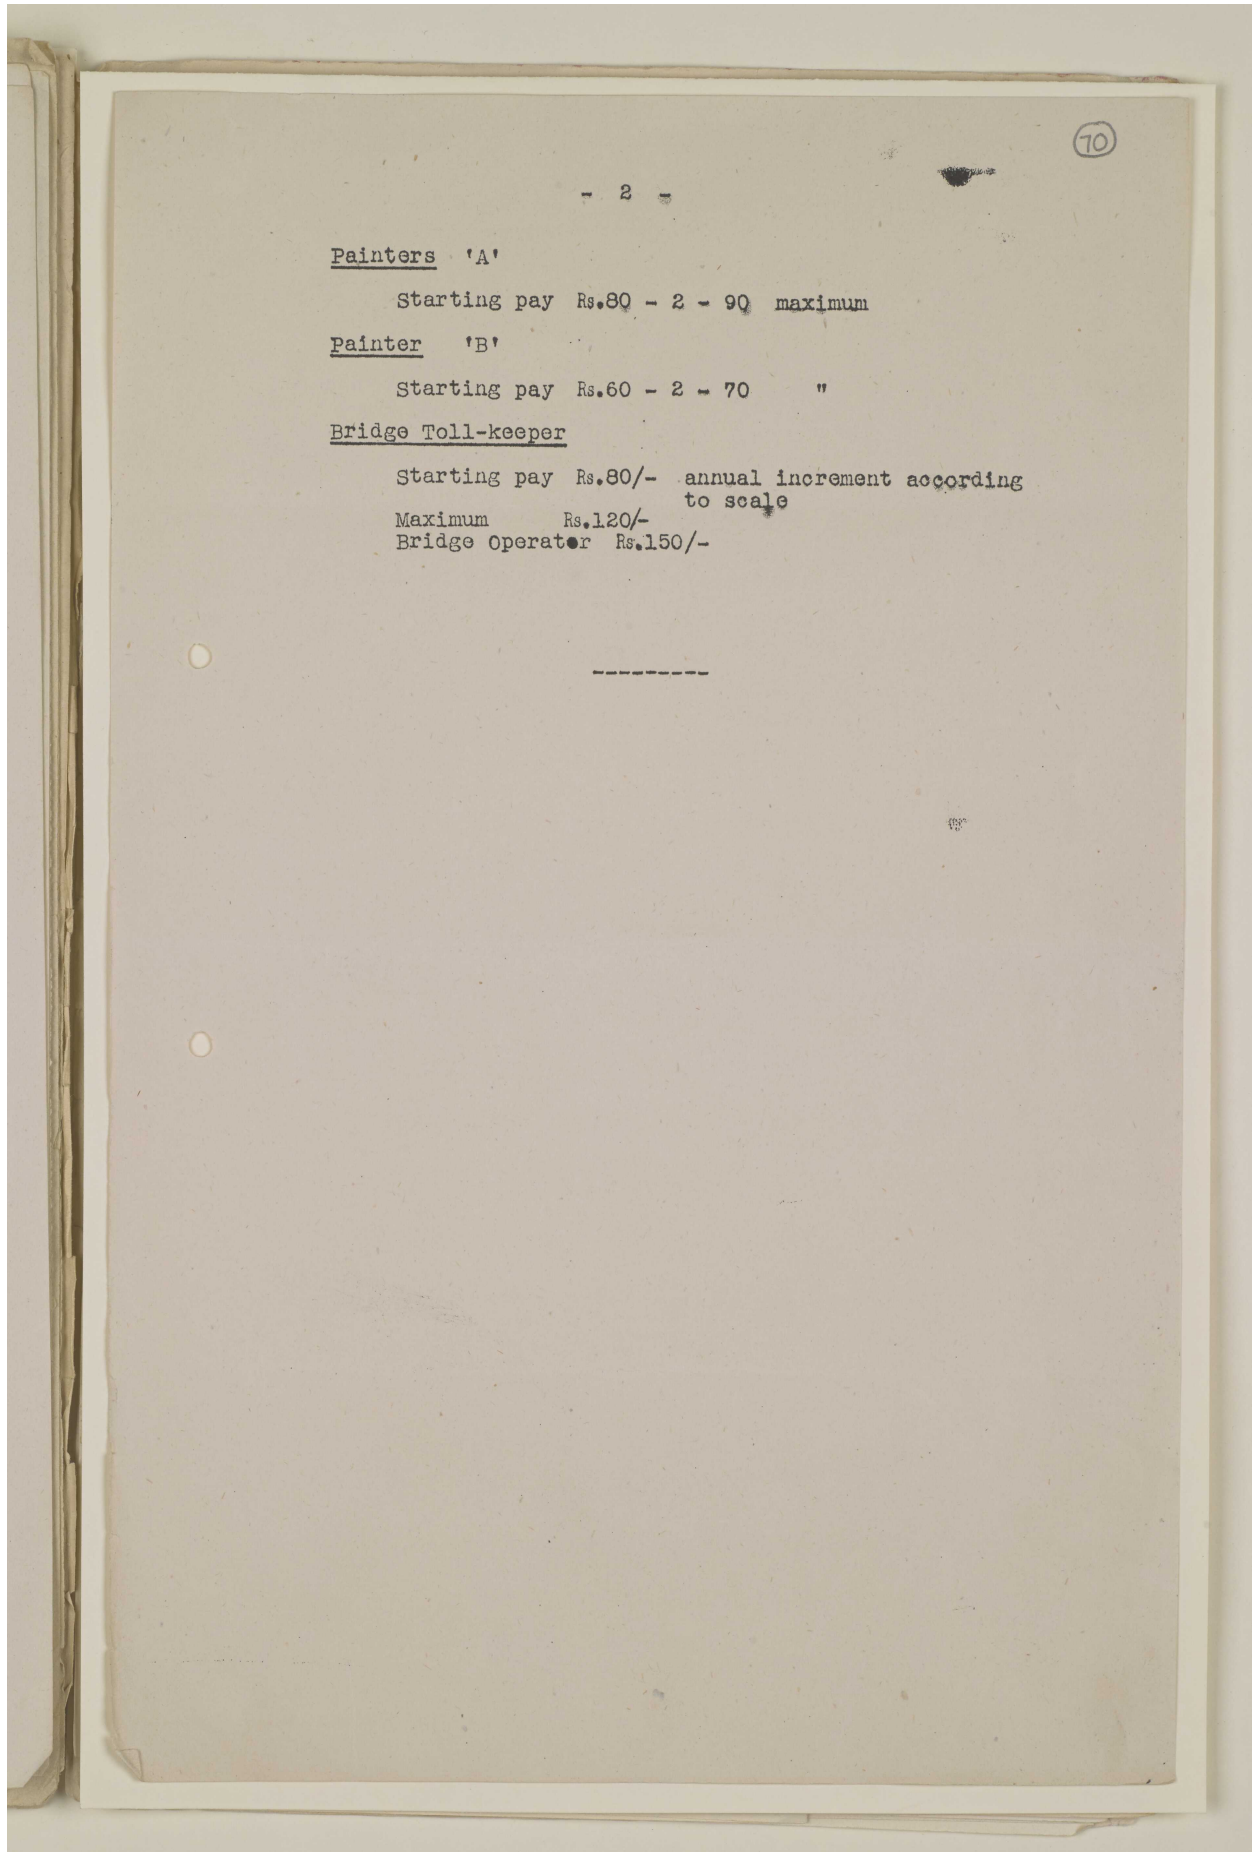 70
- 2 -
Painters 'A'
Starting pay Rs.80 - 2 - 90 maximum
Painter 'B'
Starting pay Rs.60 - 2 - 70 "
Bridge Toll-keeper
Starting pay Rs.80/- annual increment according
to scale
Maximum Rs.120/-
Bridge Operator Rs.150/-
---------